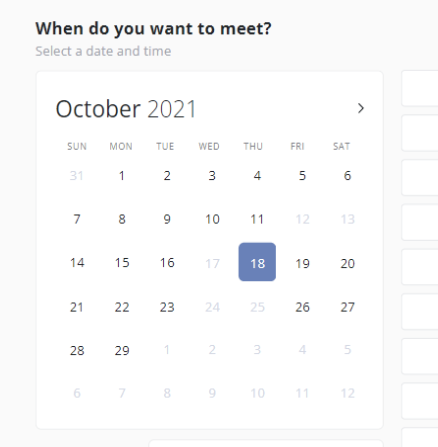 When do you want to meet?
Select a date and time
October 2021
SUN MON TUE WED THU FRI SAT
31 1 2 3 4 5 6
7 8 9 10 11 12 13
14 15 16 17 18 19 20
21 22 23 24 25 26 27
28 29 1 2 3 4 5
6 7 8 9 10 11 12